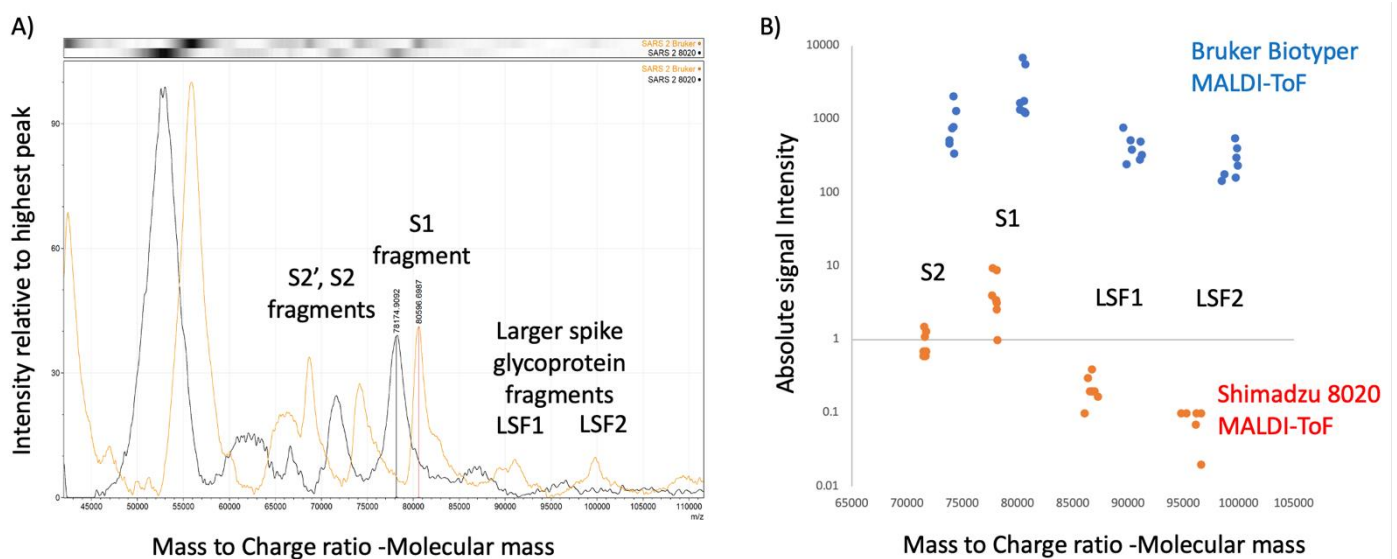 A)
SARS 2 Bruker •
SARS 2 8020 •
SARS 2 Bruker •
SARS 2 8020 •
Intensity relative to highest peak
90
60
30
0
S1
fragment
S2’, S2
fragments
78174.9092
80596.6987
Larger spike
glycoprotein
fragments
LSF1 LSF2
45000 50000 55000 60000 65000 70000 75000 80000 85000 90000 95000 100000 105000 110000
m/z
Mass to Charge ratio -Molecular mass
B)
Absolute signal Intensity
10000
1000
100
10
1
0.1
0.01
Bruker Biotyper
MALDI-ToF
S1
S2
LSF1 LSF2
Shimadzu 8020
MALDI-ToF
65000 70000 75000 80000 85000 90000 95000 100000 105000
Mass to Charge ratio -Molecular mass